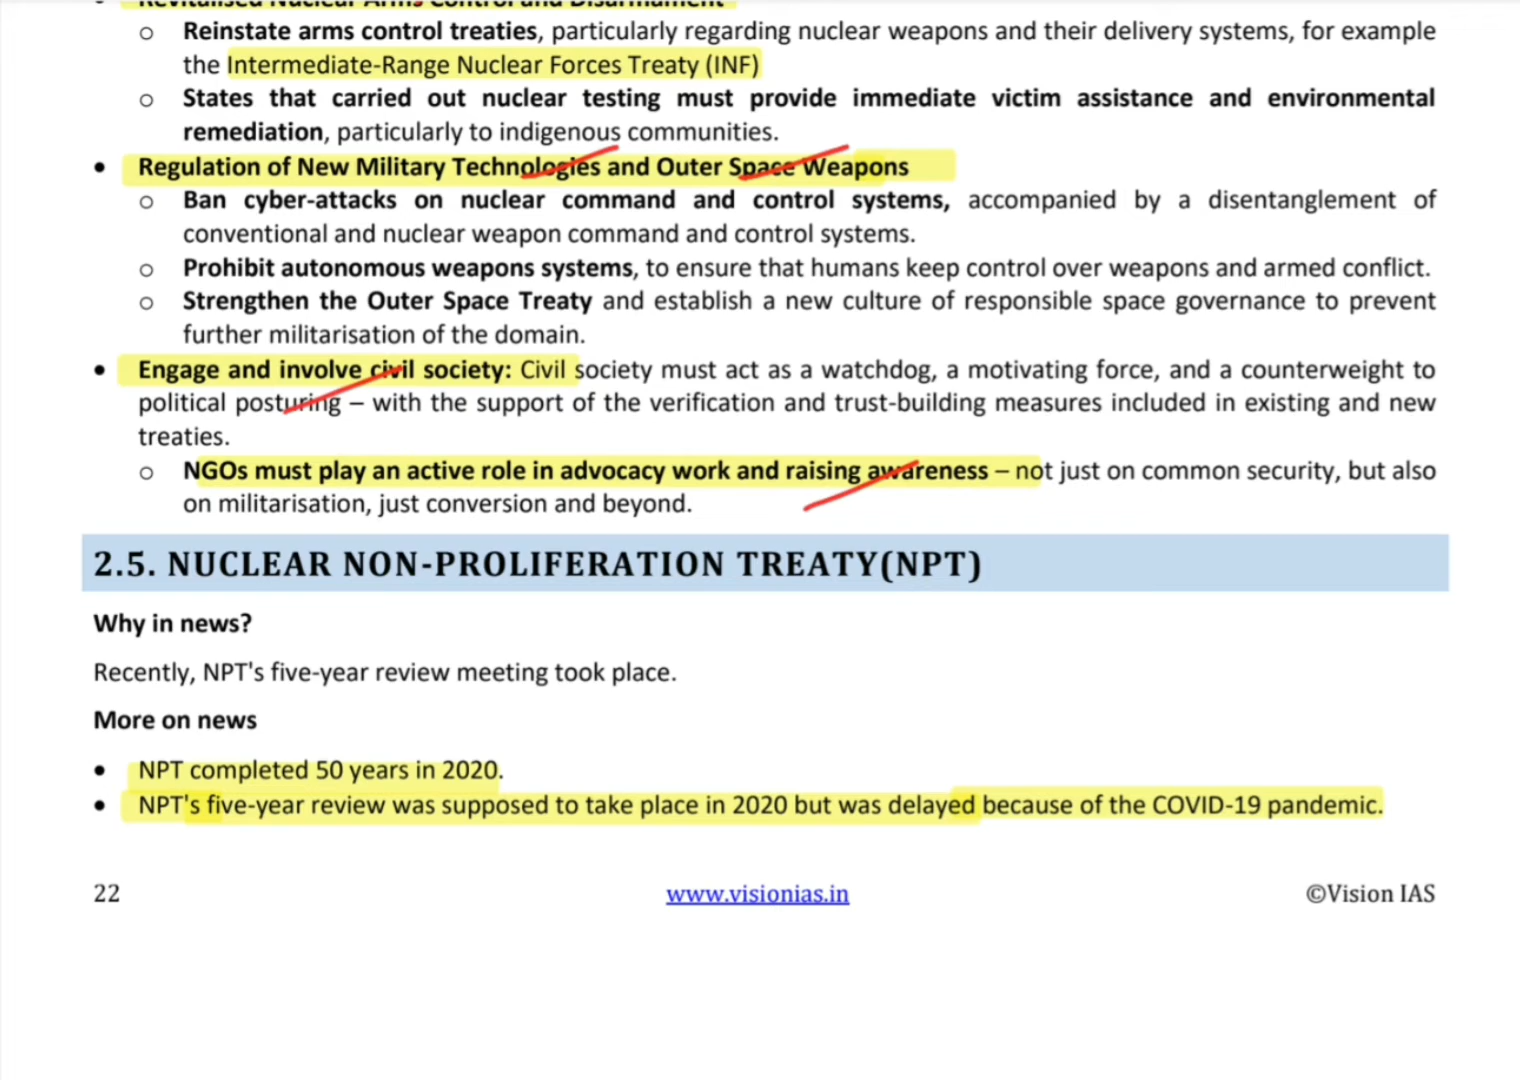 Revitalised Nuclear Arms Control and Disarmament
o Reinstate arms control treaties, particularly regarding nuclear weapons and their delivery systems, for example
the Intermediate-Range Nuclear Forces Treaty (INF)
o States that carried out nuclear testing must provide immediate victim assistance and environmental
remediation, particularly to indigenous communities.
• Regulation of New Military Technologies and Outer Space Weapons
o Ban cyber-attacks on nuclear command and control systems, accompanied by a disentanglement of
conventional and nuclear weapon command and control systems.
o Prohibit autonomous weapons systems, to ensure that humans keep control over weapons and armed conflict.
o Strengthen the Outer Space Treaty and establish a new culture of responsible space governance to prevent
further militarisation of the domain.
• Engage and involve civil society: Civil society must act as a watchdog, a motivating force, and a counterweight to
political posturing – with the support of the verification and trust-building measures included in existing and new
treaties.
o NGOs must play an active role in advocacy work and raising awareness – not just on common security, but also
on militarisation, just conversion and beyond.
2.5. NUCLEAR NON-PROLIFERATION TREATY(NPT)
Why in news?
Recently, NPT's five-year review meeting took place.
More on news
• NPT completed 50 years in 2020.
• NPT's five-year review was supposed to take place in 2020 but was delayed because of the COVID-19 pandemic.
22 www.visionias.in ©Vision IAS